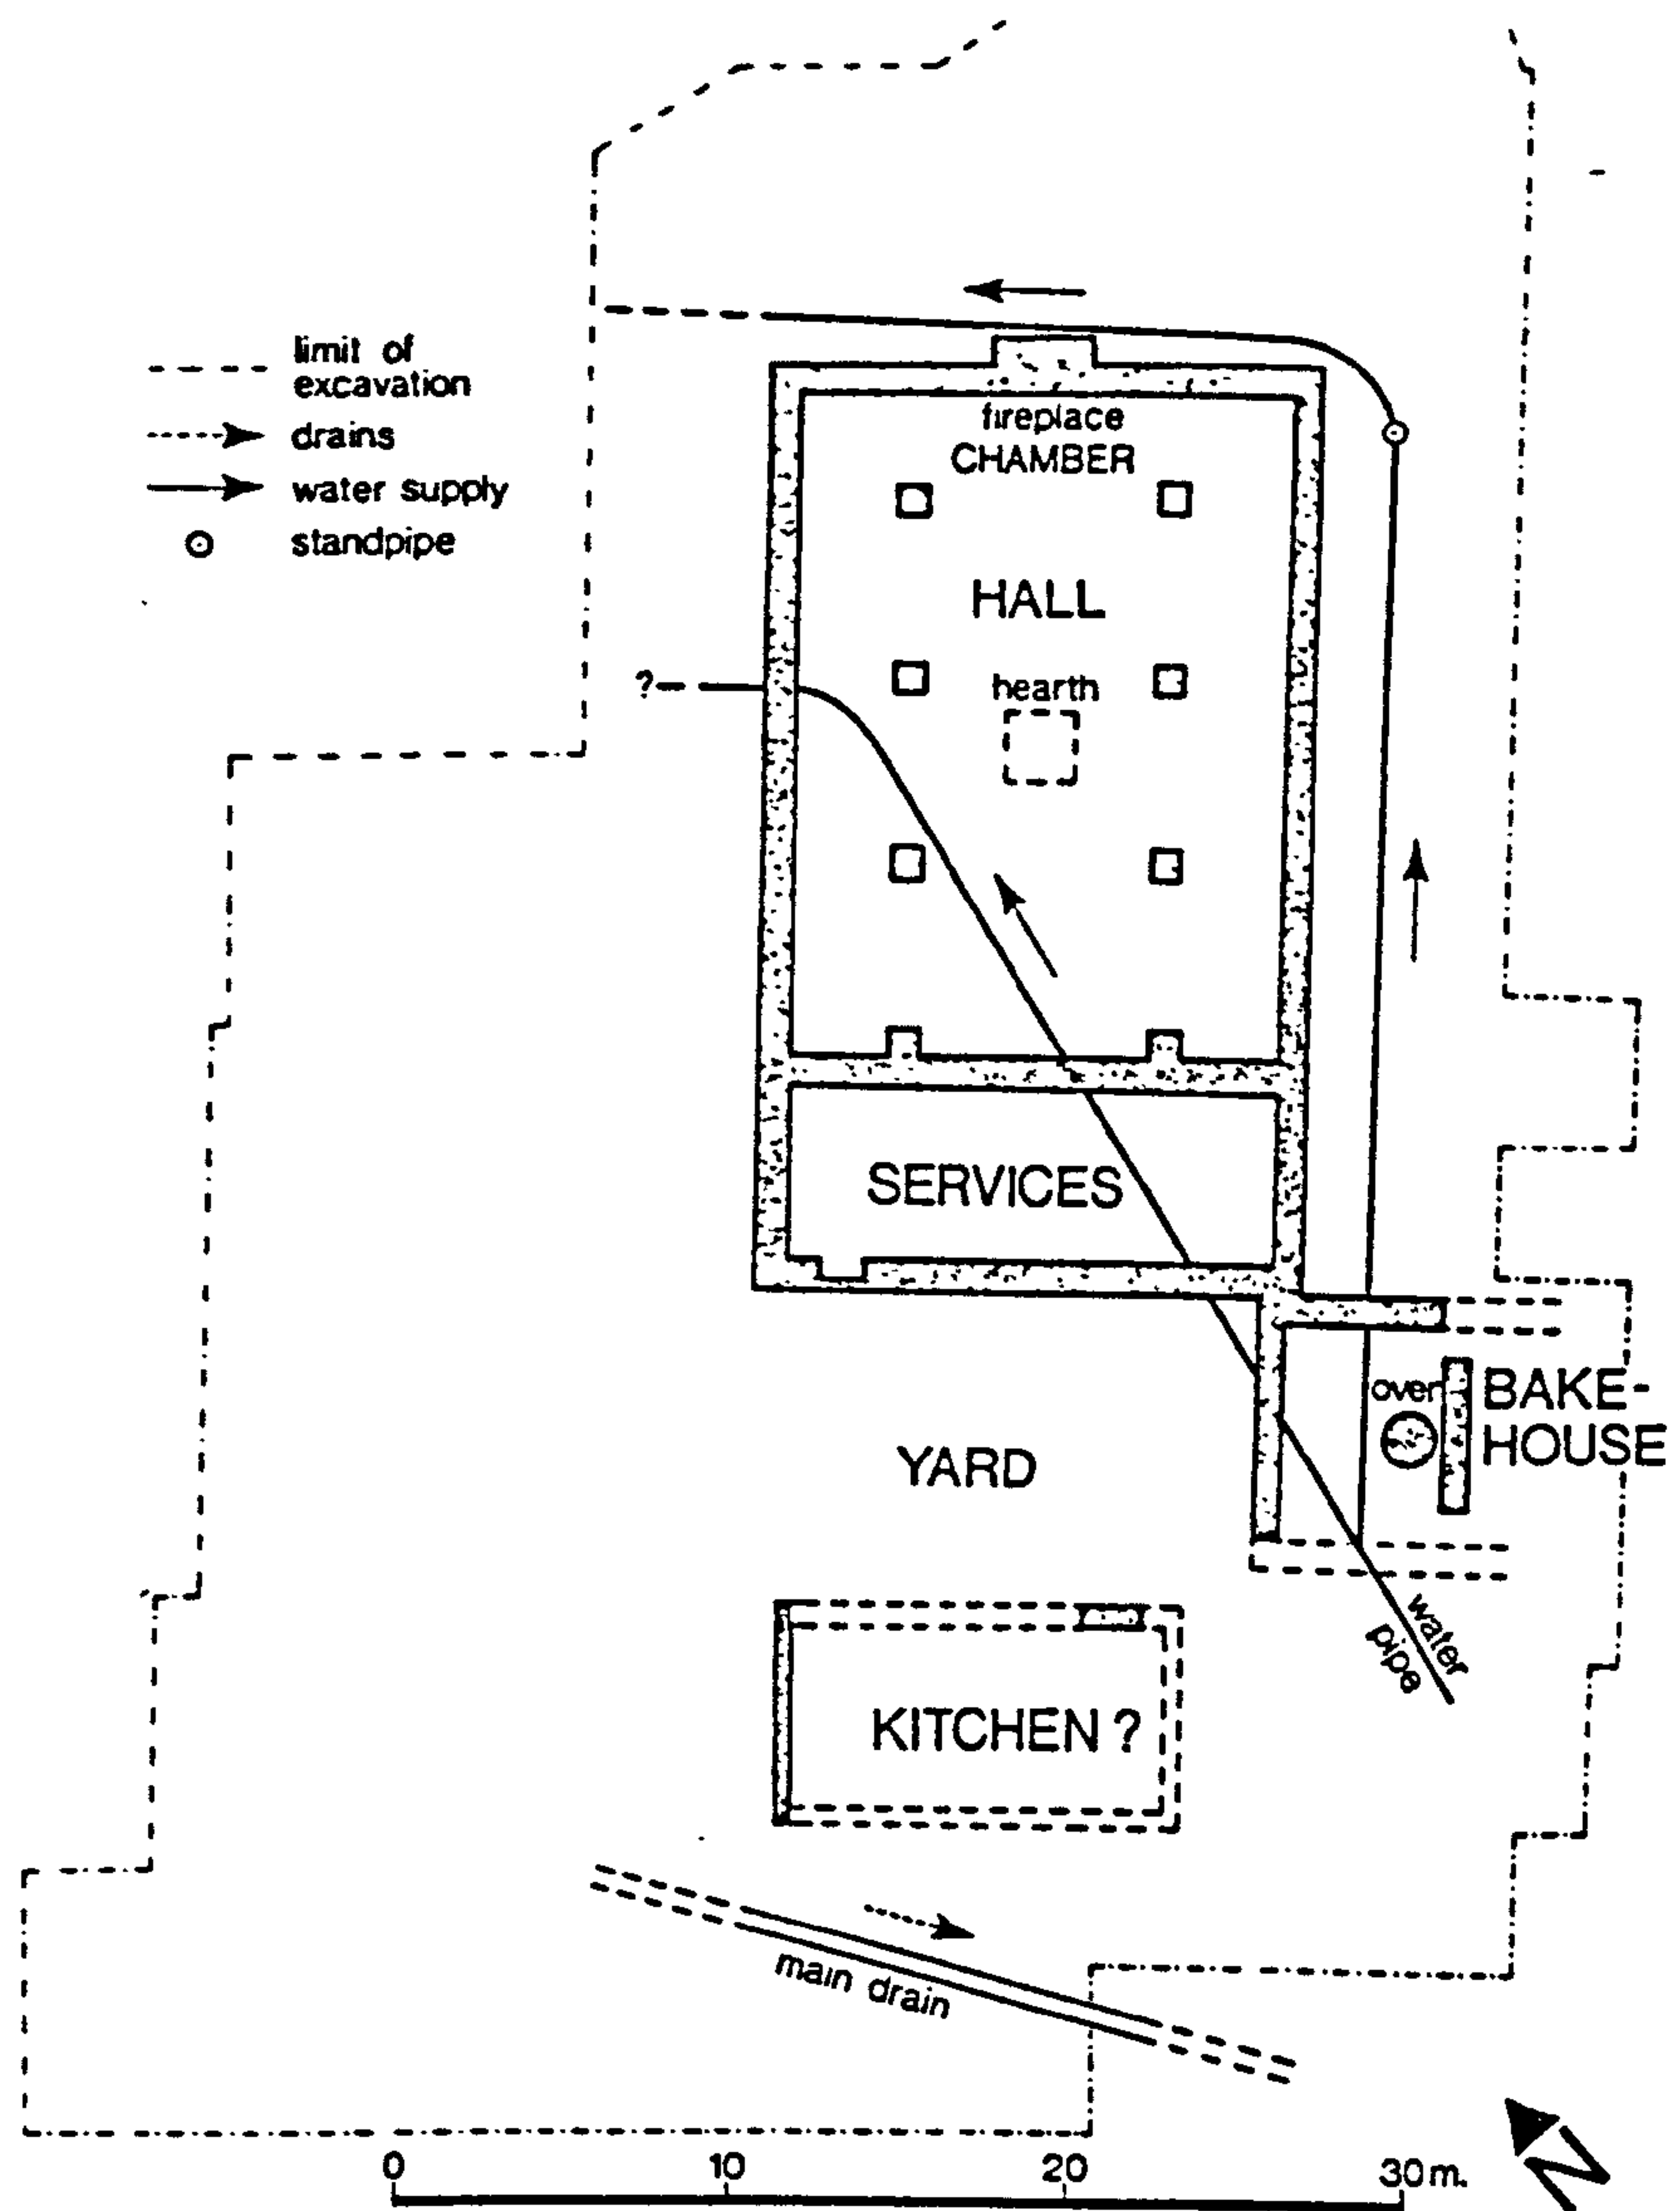 limit of
excavation
drains
water supply
standpipe
fireplace
CHAMBER
HALL
?
hearth
SERVICES
oven
BAKE-
HOUSE
YARD
water
pipe
KITCHEN ?
main drain
0 10 20 30 m.
N